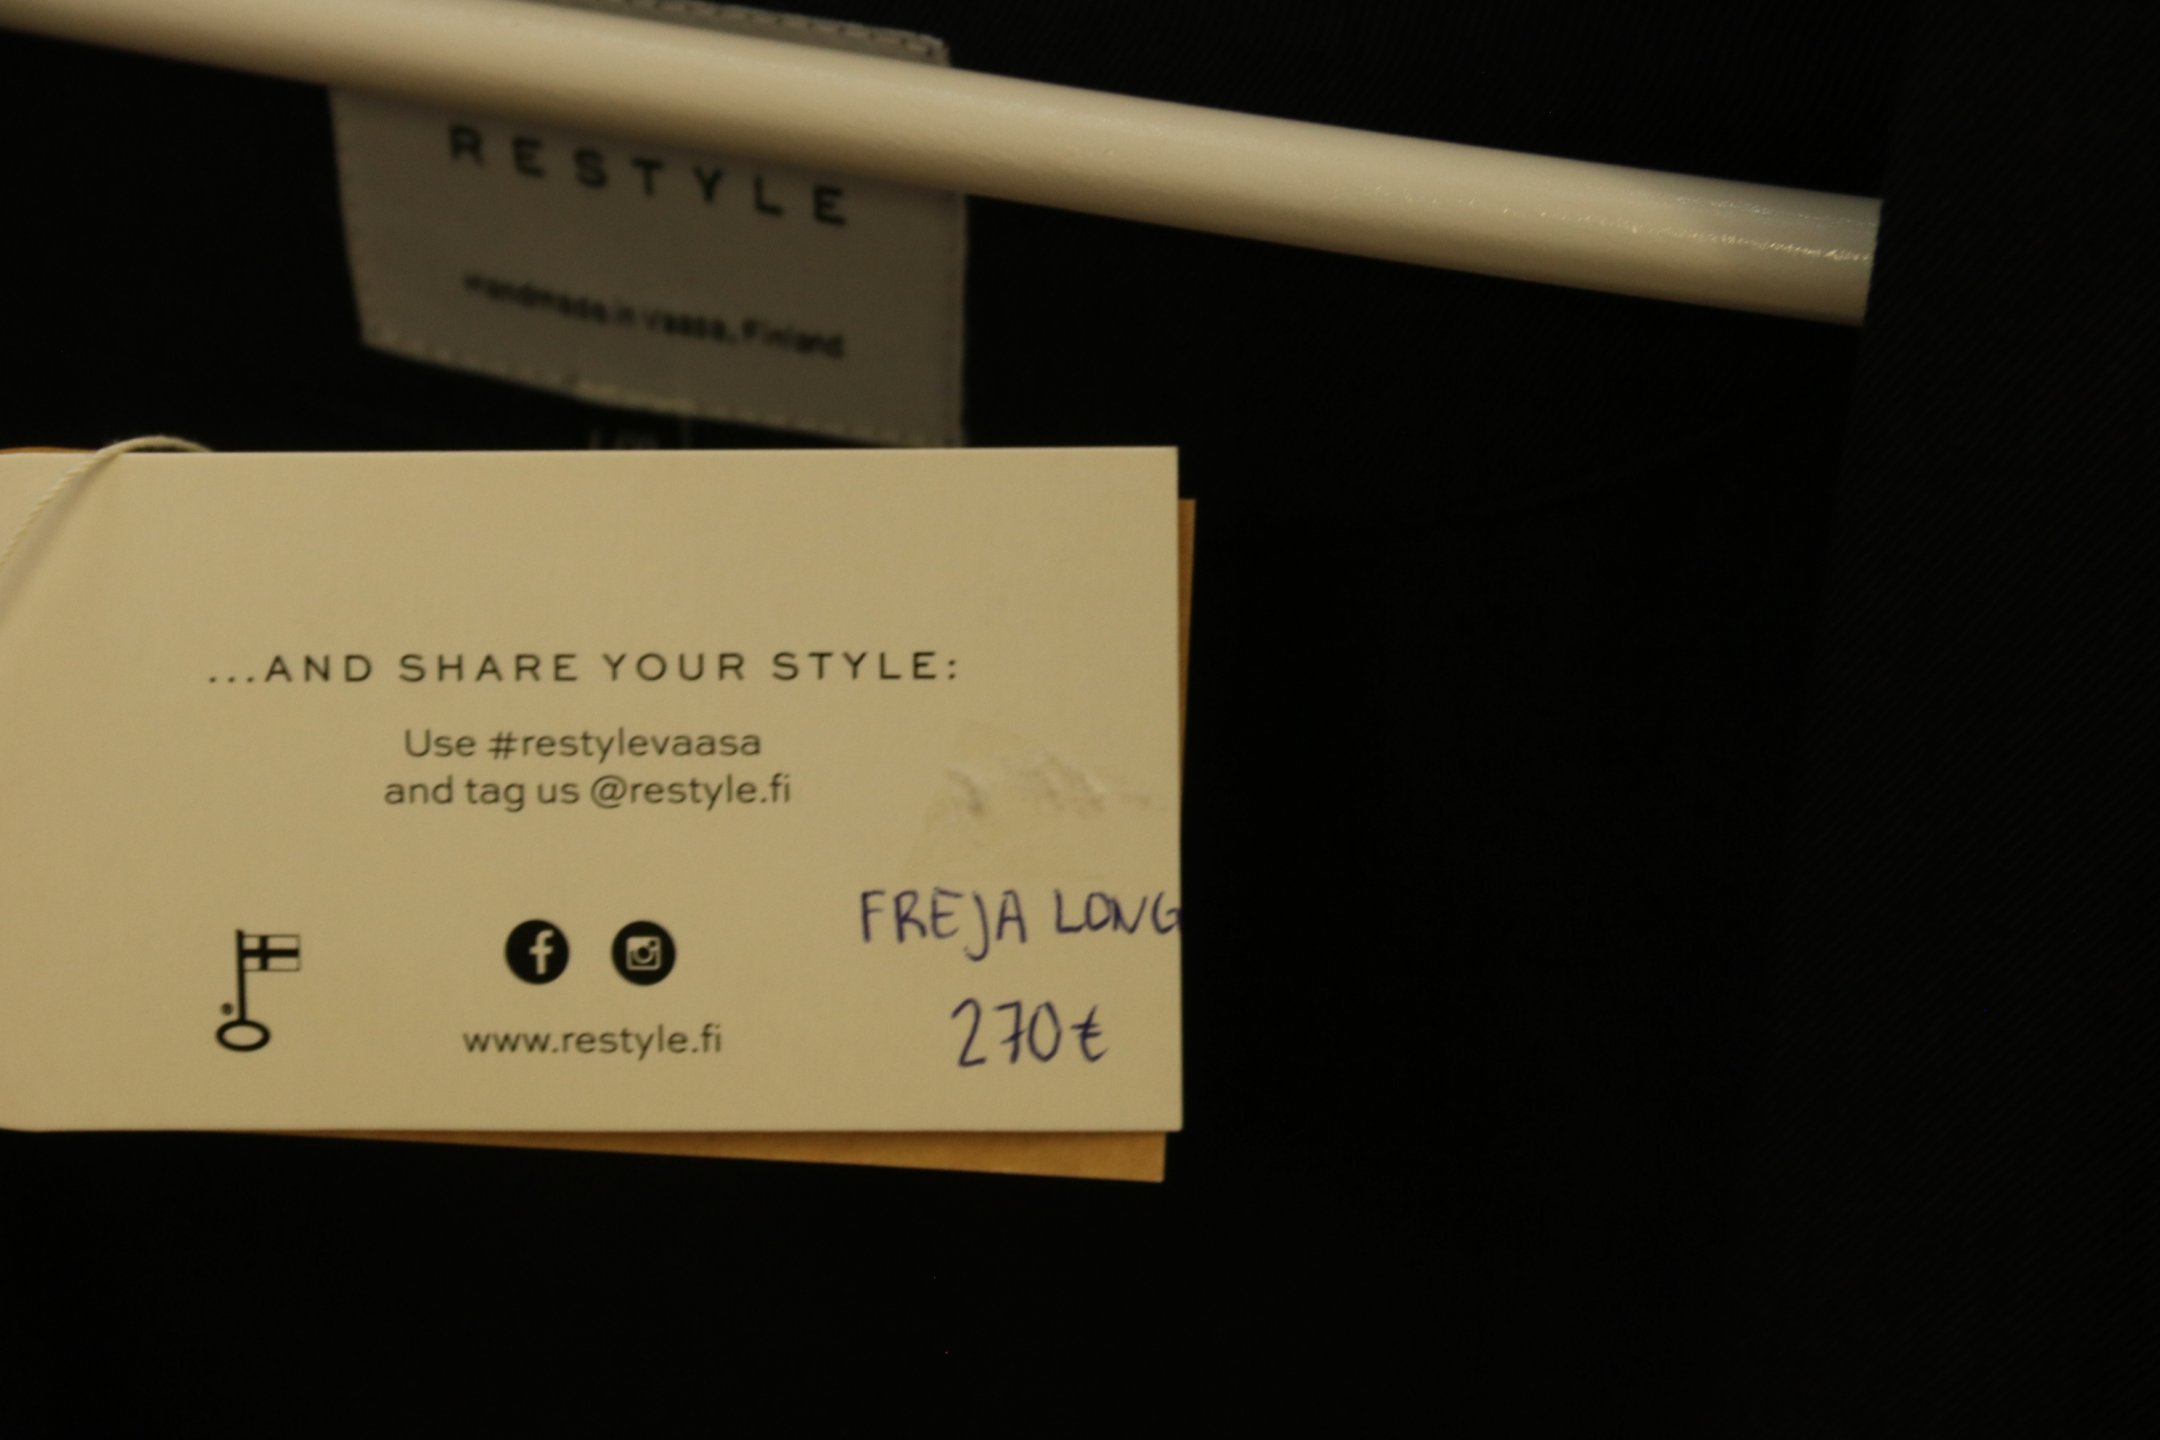 RESTYLE
Handmade in Vaasa, Finland
...AND SHARE YOUR STYLE:
Use #restylevaasa
and tag us @restyle.fi
FREJA LONG
270€
www.restyle.fi